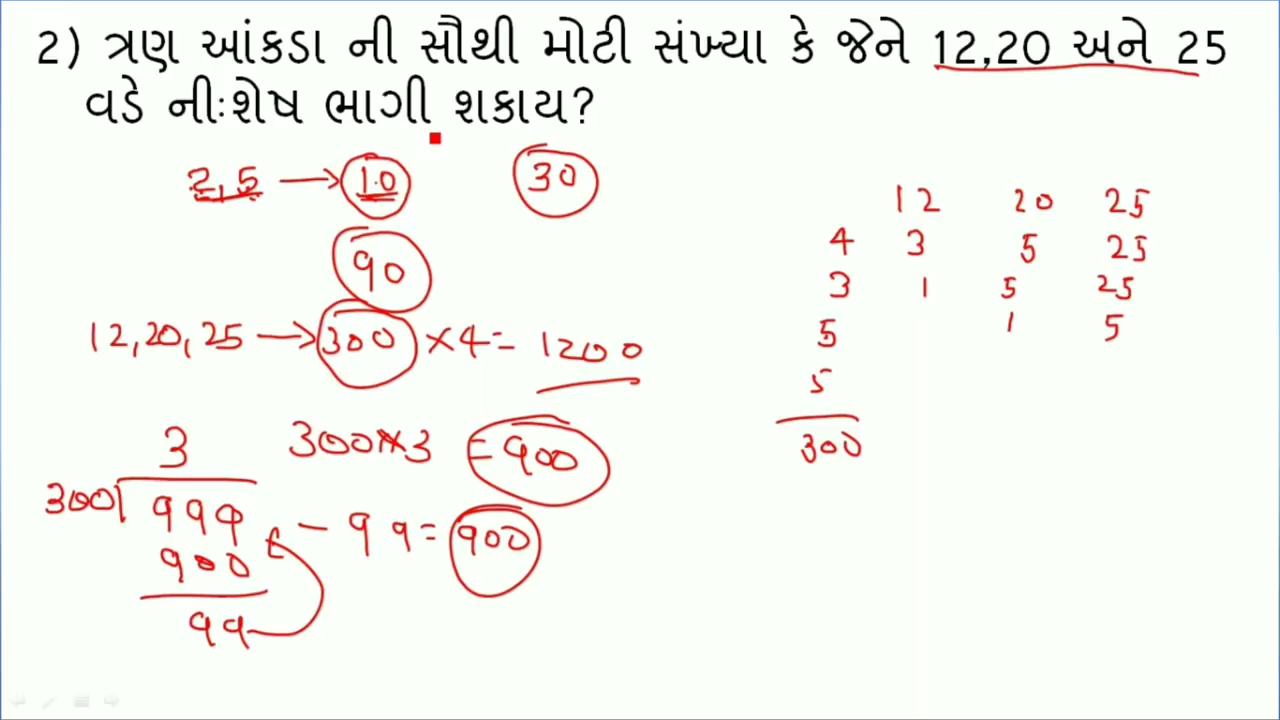 2) ત્રણ આંકડા ની સૌથી મોટી સંખ્યા કે જેને 12,20 અને 25
વડે નીઃશેષ ભાગી શકાય?
2,5 → 10 30
90
12,20,25 → 300 ×4= 1200
300×3 = 900
3
300 999 - 99 = 900
900
99
12 20 25
4 3 5 25
3 1 5 25
5 1 5
5
300